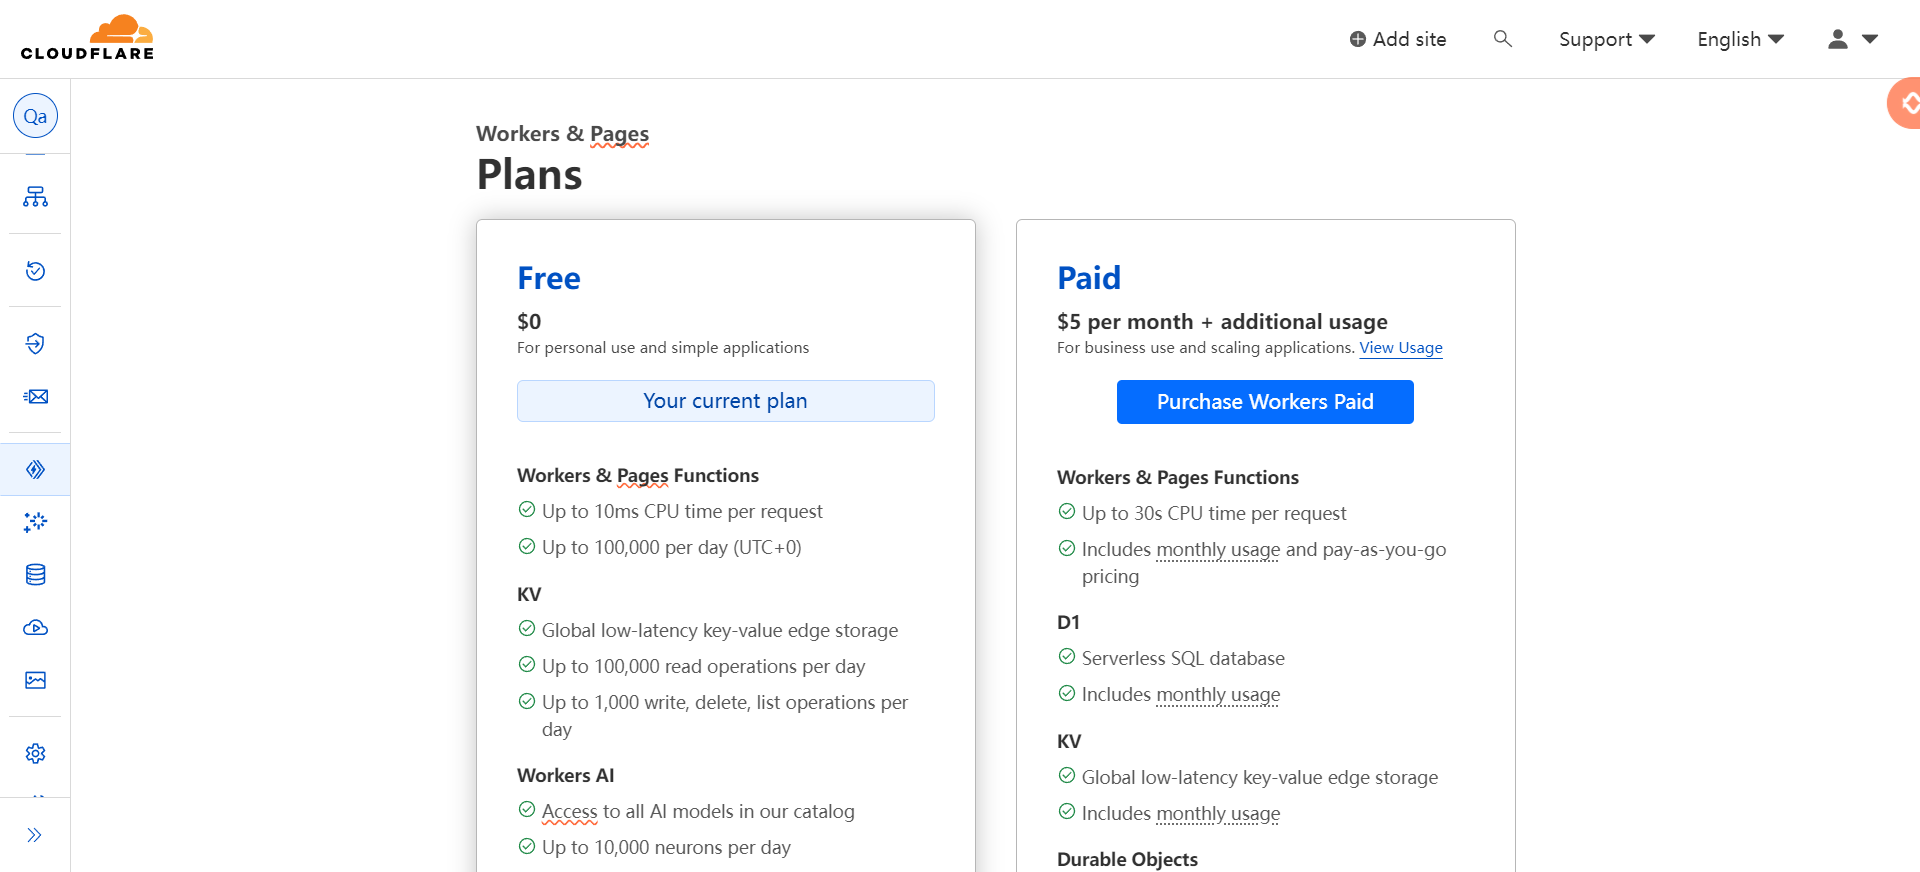 CLOUDFLARE
Add site
Support
English
Qa
Workers & Pages
Plans
Free
$0
For personal use and simple applications
Your current plan
Workers & Pages Functions
Up to 10ms CPU time per request
Up to 100,000 per day (UTC+0)
KV
Global low-latency key-value edge storage
Up to 100,000 read operations per day
Up to 1,000 write, delete, list operations per
day
Workers AI
Access to all AI models in our catalog
Up to 10,000 neurons per day
Paid
$5 per month + additional usage
For business use and scaling applications. View Usage
Purchase Workers Paid
Workers & Pages Functions
Up to 30s CPU time per request
Includes monthly usage and pay-as-you-go
pricing
D1
Serverless SQL database
Includes monthly usage
KV
Global low-latency key-value edge storage
Includes monthly usage
Durable Objects